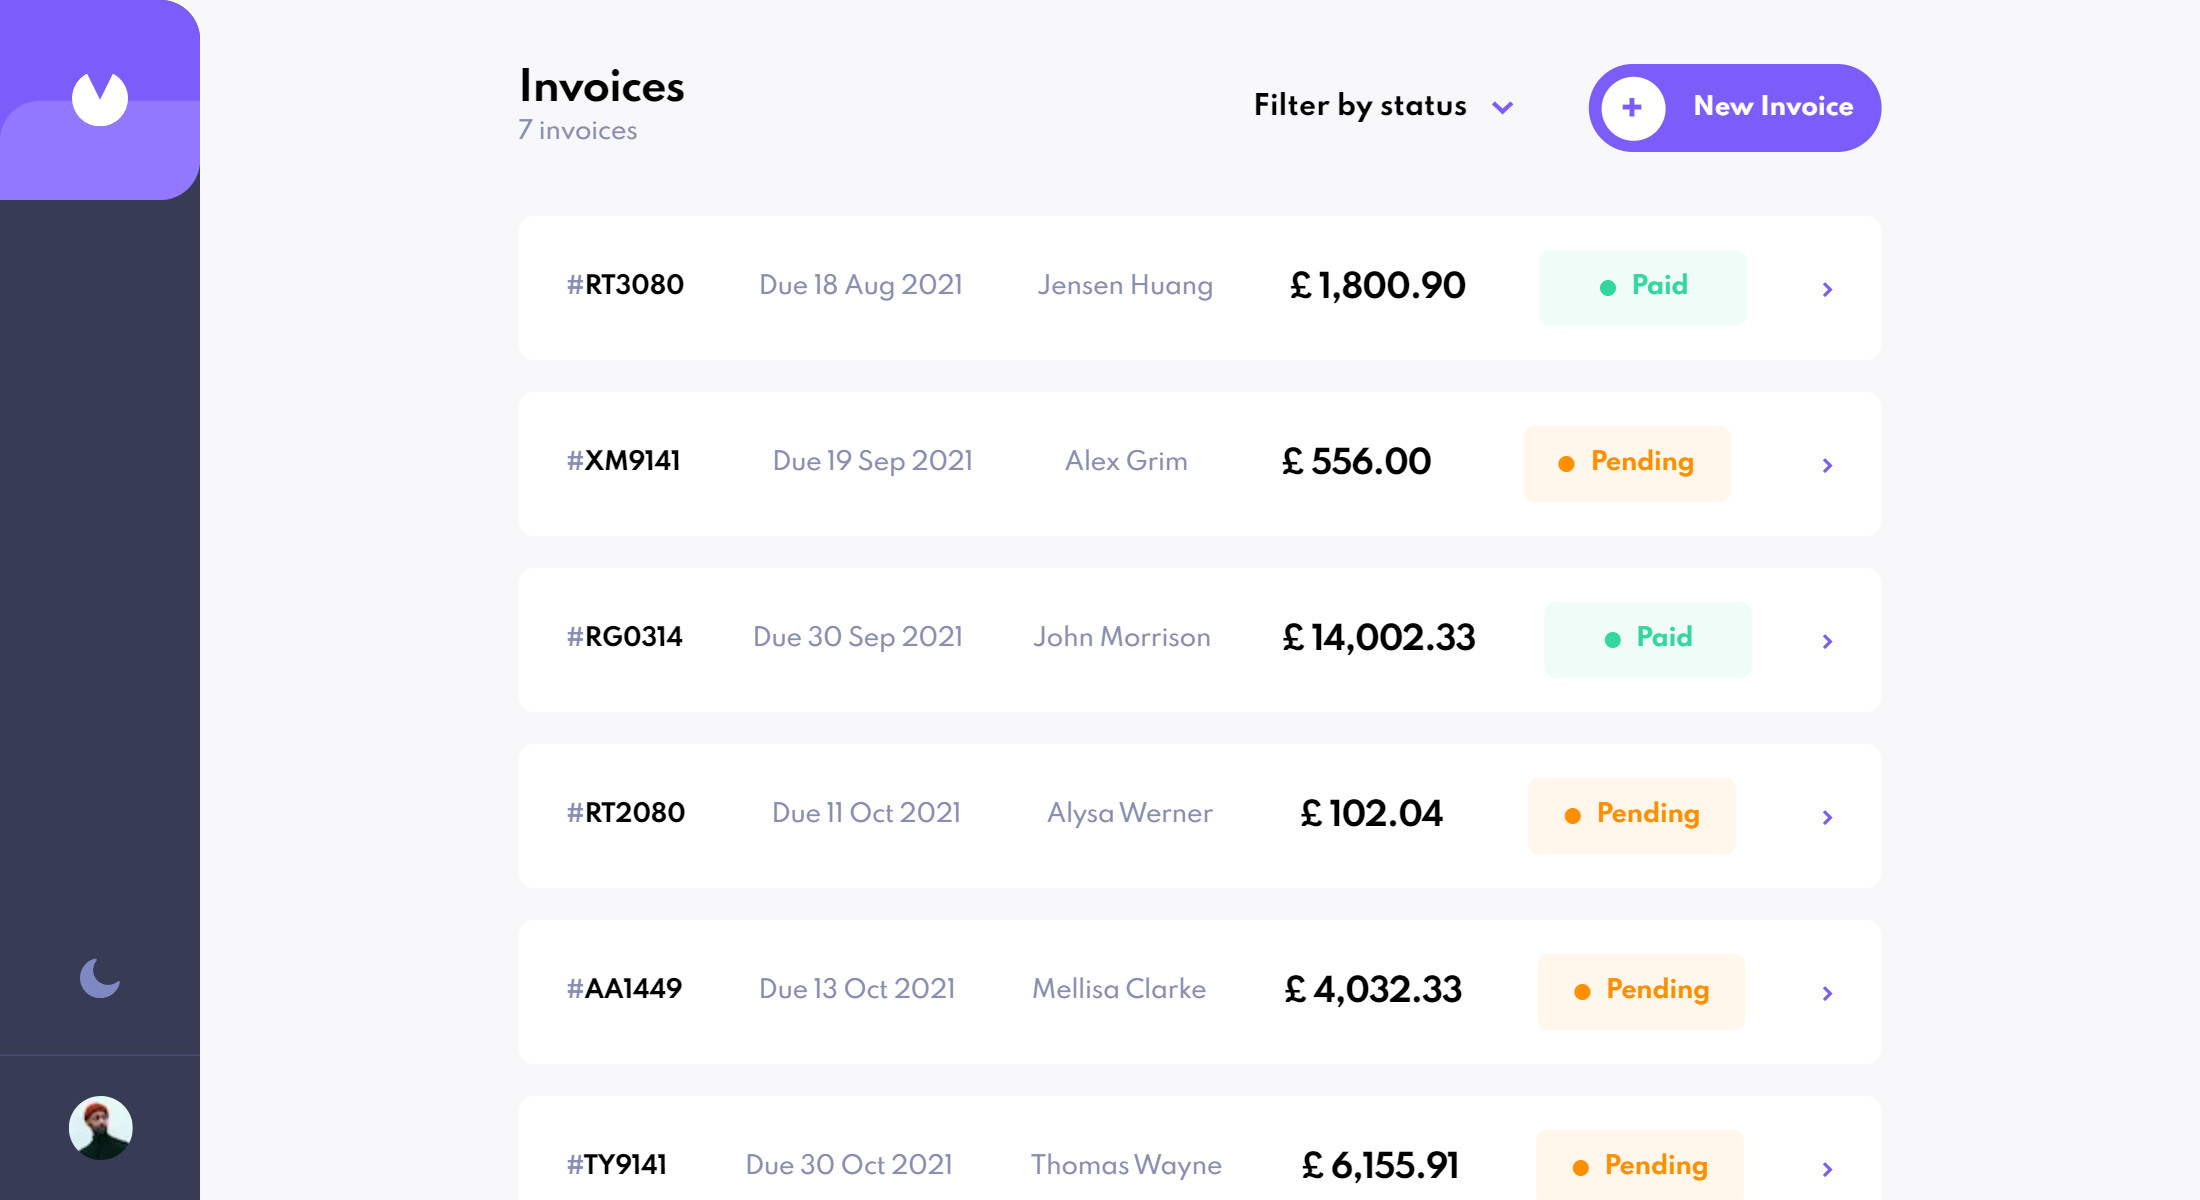 Invoices
7 invoices
Filter by status
New Invoice
#RT3080 Due 18 Aug 2021 Jensen Huang £ 1,800.90 Paid
#XM9141 Due 19 Sep 2021 Alex Grim £ 556.00 Pending
#RG0314 Due 30 Sep 2021 John Morrison £ 14,002.33 Paid
#RT2080 Due 11 Oct 2021 Alysa Werner £ 102.04 Pending
#AA1449 Due 13 Oct 2021 Mellisa Clarke £ 4,032.33 Pending
#TY9141 Due 30 Oct 2021 Thomas Wayne £ 6,155.91 Pending